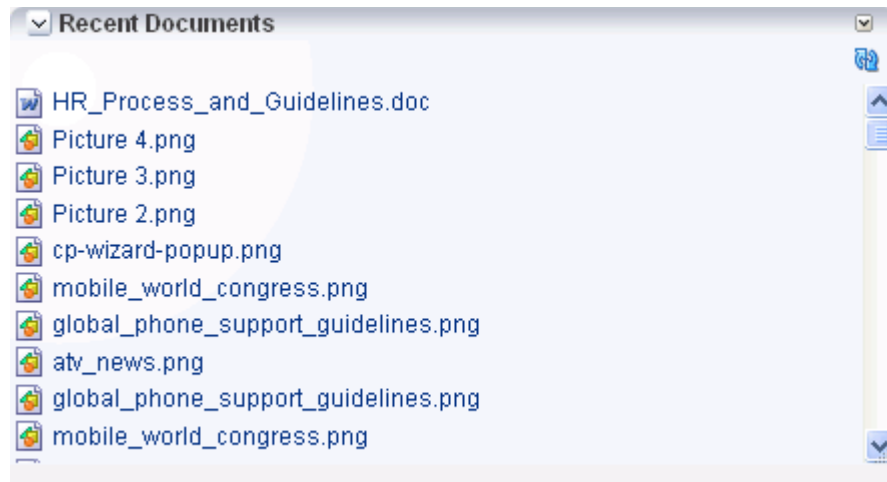 Recent Documents
HR_Process_and_Guidelines.doc
Picture 4.png
Picture 3.png
Picture 2.png
cp-wizard-popup.png
mobile_world_congress.png
global_phone_support_guidelines.png
atv_news.png
global_phone_support_guidelines.png
mobile_world_congress.png